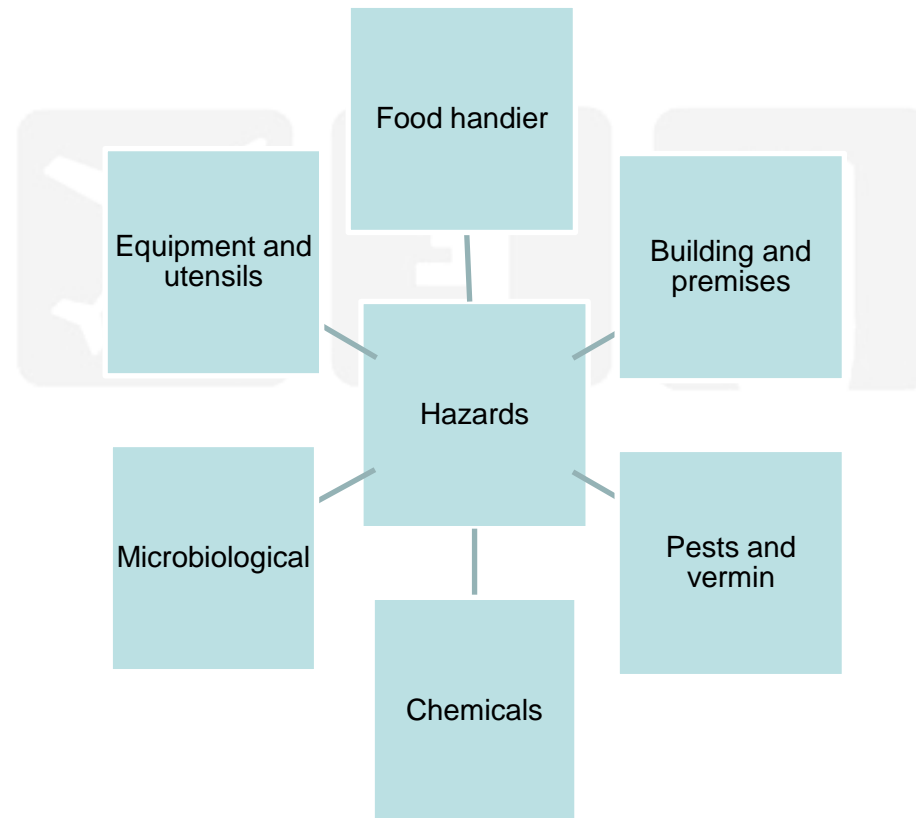 Food handier
Equipment and
utensils
Building and
premises
Hazards
Microbiological
Pests and
vermin
Chemicals